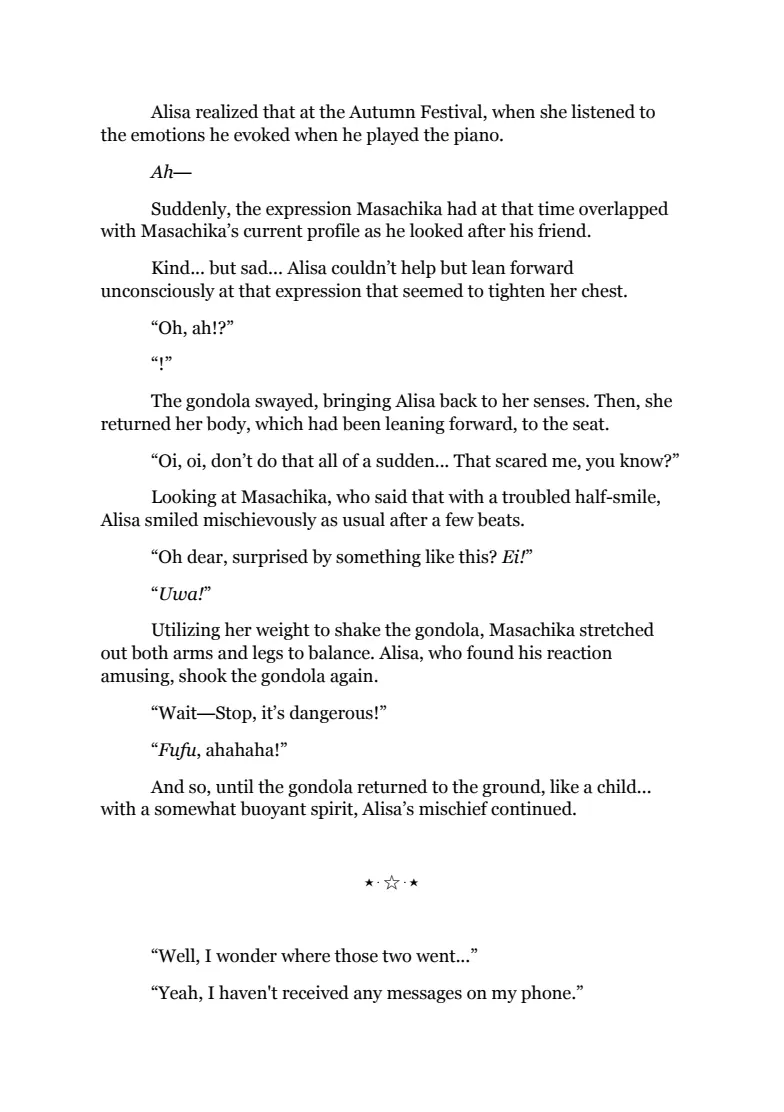 Alisa realized that at the Autumn Festival, when she listened to
the emotions he evoked when he played the piano.
Ah—
Suddenly, the expression Masachika had at that time overlapped
with Masachika’s current profile as he looked after his friend.
Kind... but sad... Alisa couldn’t help but lean forward
unconsciously at that expression that seemed to tighten her chest.
“Oh, ah!?”
“!”
The gondola swayed, bringing Alisa back to her senses. Then, she
returned her body, which had been leaning forward, to the seat.
“Oi, oi, don’t do that all of a sudden... That scared me, you know?”
Looking at Masachika, who said that with a troubled half-smile,
Alisa smiled mischievously as usual after a few beats.
“Oh dear, surprised by something like this? Ei!”
“Uwa!”
Utilizing her weight to shake the gondola, Masachika stretched
out both arms and legs to balance. Alisa, who found his reaction
amusing, shook the gondola again.
“Wait—Stop, it’s dangerous!”
“Fufu, ahahaha!”
And so, until the gondola returned to the ground, like a child...
with a somewhat buoyant spirit, Alisa’s mischief continued.
⋆·☆·⋆
“Well, I wonder where those two went...”
“Yeah, I haven't received any messages on my phone.”